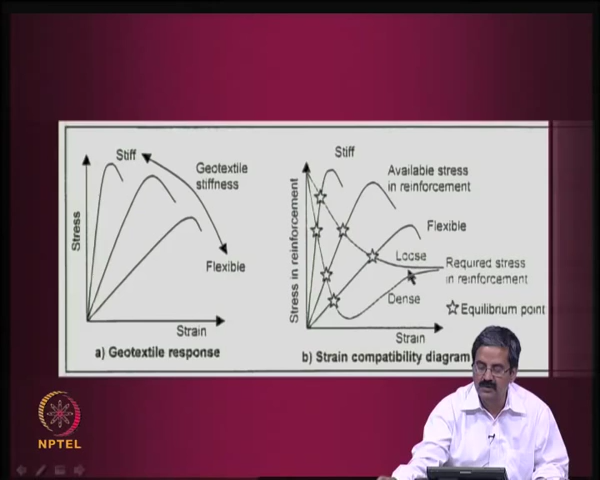 Stiff
Geotextile
stiffness
Flexible
Stress
Strain
a) Geotextile response
Stiff
Available stress
in reinforcement
Flexible
Loose
Required stress
in reinforcement
Dense
Equilibrium point
Stress in reinforcement
Strain
b) Strain compatibility diagram
NPTEL